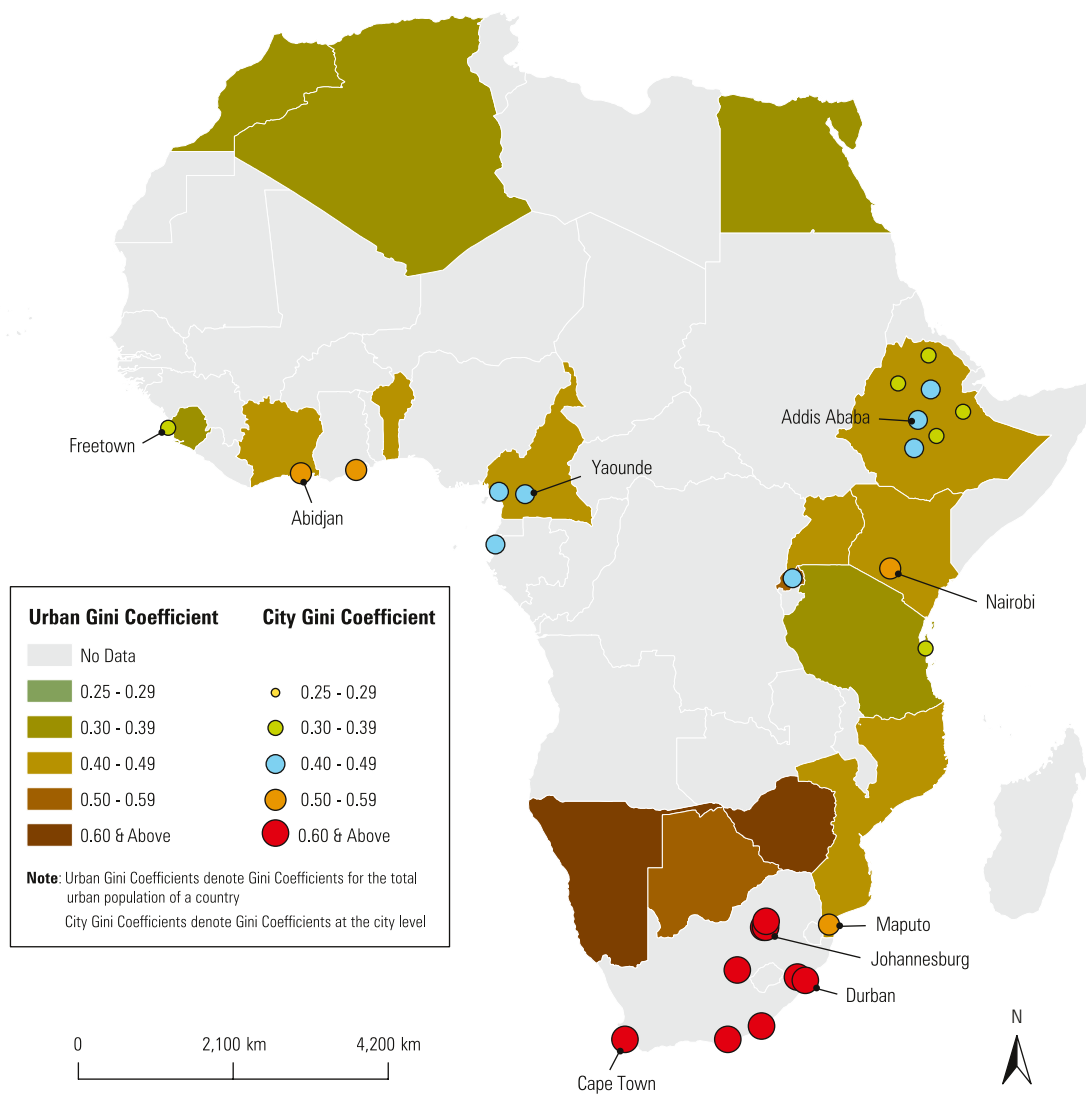 Freetown
Abidjan
Yaounde
Addis Ababa
Nairobi
Urban Gini Coefficient
No Data
0.25 - 0.29
0.30 - 0.39
0.40 - 0.49
0.50 - 0.59
0.60 & Above
City Gini Coefficient
0.25 - 0.29
0.30 - 0.39
0.40 - 0.49
0.50 - 0.59
0.60 & Above
Note: Urban Gini Coefficients denote Gini Coefficients for the total
urban population of a country
City Gini Coefficients denote Gini Coefficients at the city level
Maputo
Johannesburg
Durban
Cape Town
0 2,100 km 4,200 km
N